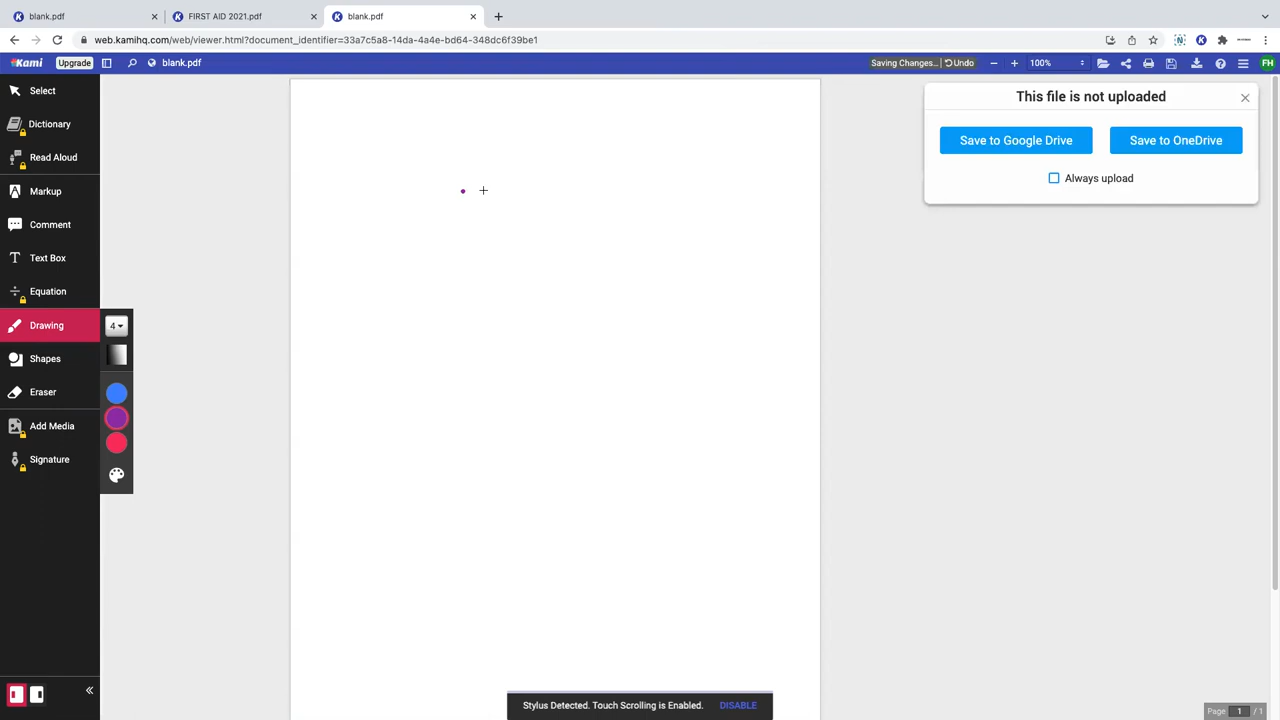 blank.pdf
FIRST AID 2021.pdf
blank.pdf
web.kamihq.com/web/viewer.html?document_identifier=33a7c5a8-14da-4a4e-bd64-348dc6f39be1
Kami
Upgrade
blank.pdf
Saving Changes... | Undo
100%
FH
Select
Dictionary
Read Aloud
Markup
Comment
Text Box
Equation
Drawing
4
Shapes
Eraser
Add Media
Signature
This file is not uploaded
Save to Google Drive
Save to OneDrive
Always upload
Stylus Detected. Touch Scrolling is Enabled. DISABLE
Page 1 / 1